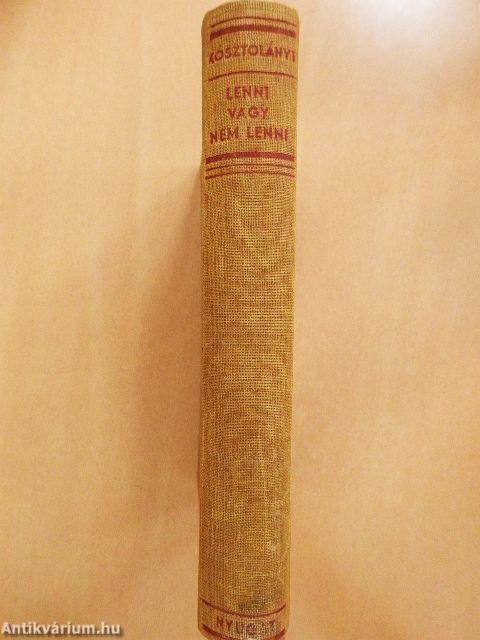 KOSZTOLÁNYI
LENNI
VAGY
NEM LENNI
NYUGAT
Antikvárium.hu